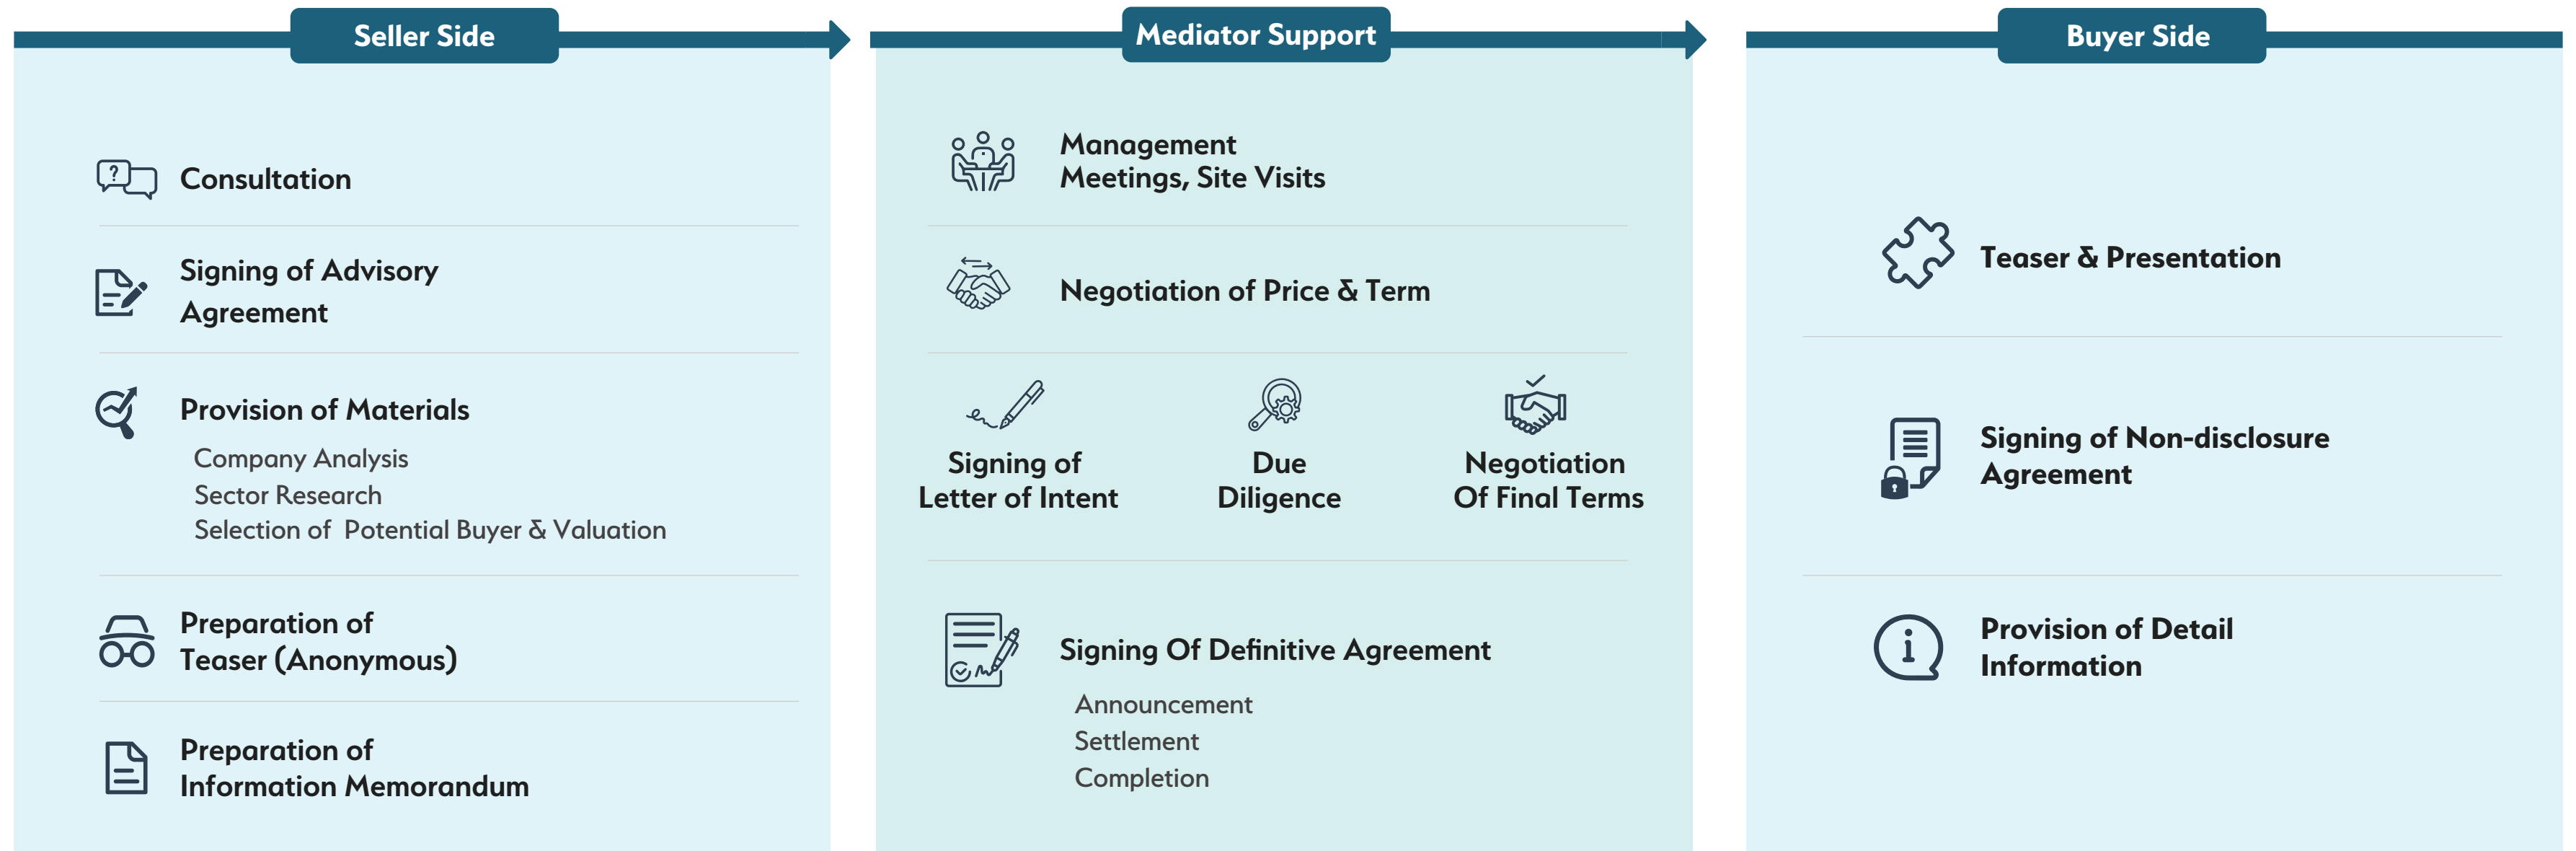 Seller Side
Consultation
Signing of Advisory
Agreement
Provision of Materials
Company Analysis
Sector Research
Selection of Potential Buyer & Valuation
Preparation of
Teaser (Anonymous)
Preparation of
Information Memorandum
Mediator Support
Management
Meetings, Site Visits
Negotiation of Price & Term
Signing of
Letter of Intent
Due
Diligence
Negotiation
Of Final Terms
Signing Of Definitive Agreement
Announcement
Settlement
Completion
Buyer Side
Teaser & Presentation
Signing of Non-disclosure
Agreement
Provision of Detail
Information